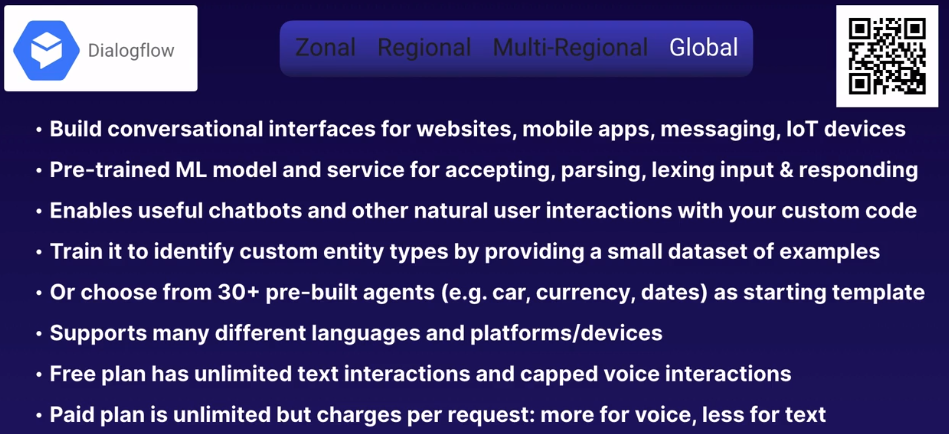 Dialogflow
Zonal Regional Multi-Regional Global
• Build conversational interfaces for websites, mobile apps, messaging, IoT devices
• Pre-trained ML model and service for accepting, parsing, lexing input & responding
• Enables useful chatbots and other natural user interactions with your custom code
• Train it to identify custom entity types by providing a small dataset of examples
• Or choose from 30+ pre-built agents (e.g. car, currency, dates) as starting template
• Supports many different languages and platforms/devices
• Free plan has unlimited text interactions and capped voice interactions
• Paid plan is unlimited but charges per request: more for voice, less for text